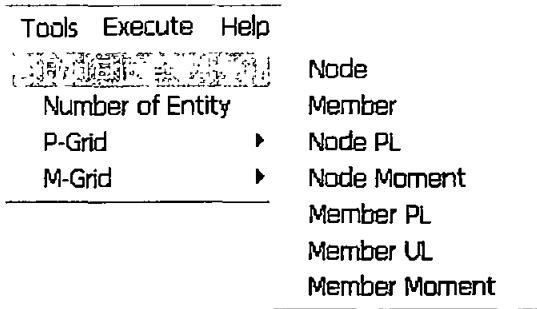 Tools Execute Help
Number of Entity
P-Grid
M-Grid
Node
Member
Node PL
Node Moment
Member PL
Member UL
Member Moment